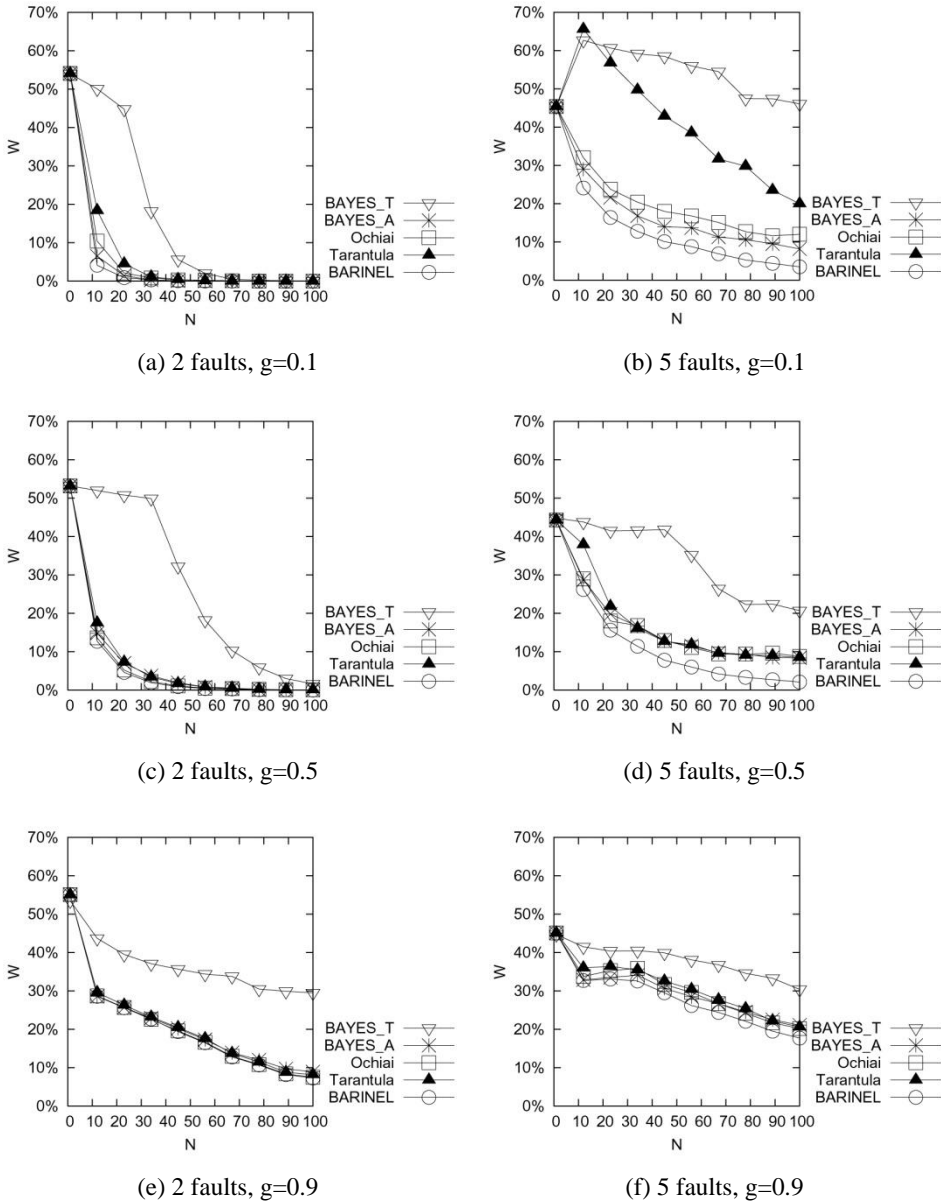 70%
60%
50%
40%
30%
20%
10%
0%
W
0 10 20 30 40 50 60 70 80 90 100
N
BAYES_T
BAYES_A
Ochiai
Tarantula
BARINEL
(a) 2 faults, g=0.1
70%
60%
50%
40%
30%
20%
10%
0%
W
0 10 20 30 40 50 60 70 80 90 100
N
BAYES_T
BAYES_A
Ochiai
Tarantula
BARINEL
(b) 5 faults, g=0.1
70%
60%
50%
40%
30%
20%
10%
0%
W
0 10 20 30 40 50 60 70 80 90 100
N
BAYES_T
BAYES_A
Ochiai
Tarantula
BARINEL
(c) 2 faults, g=0.5
70%
60%
50%
40%
30%
20%
10%
0%
W
0 10 20 30 40 50 60 70 80 90 100
N
BAYES_T
BAYES_A
Ochiai
Tarantula
BARINEL
(d) 5 faults, g=0.5
70%
60%
50%
40%
30%
20%
10%
0%
W
0 10 20 30 40 50 60 70 80 90 100
N
BAYES_T
BAYES_A
Ochiai
Tarantula
BARINEL
(e) 2 faults, g=0.9
70%
60%
50%
40%
30%
20%
10%
0%
W
0 10 20 30 40 50 60 70 80 90 100
N
BAYES_T
BAYES_A
Ochiai
Tarantula
BARINEL
(f) 5 faults, g=0.9